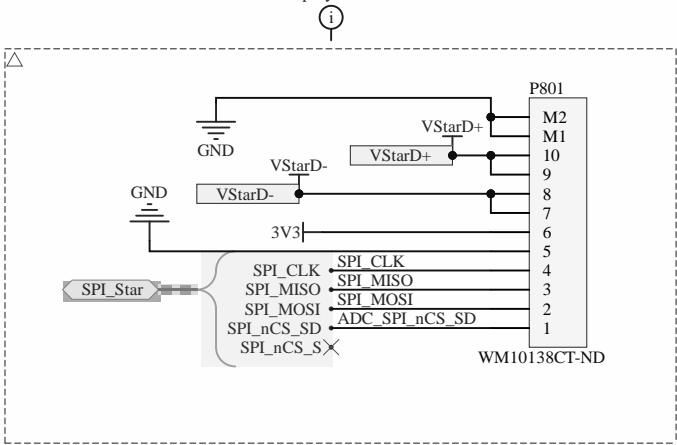 i
P801
M2
VStarD+
M1
VStarD+
10
GND
VStarD-
9
GND
VStarD-
8
7
3V3
6
5
SPI_CLK
SPI_CLK
4
SPI_Star
SPI_MISO
SPI_MISO
3
SPI_MOSI
SPI_MOSI
2
SPI_nCS_SD
ADC_SPI_nCS_SD
1
SPI_nCS_S
WM10138CT-ND